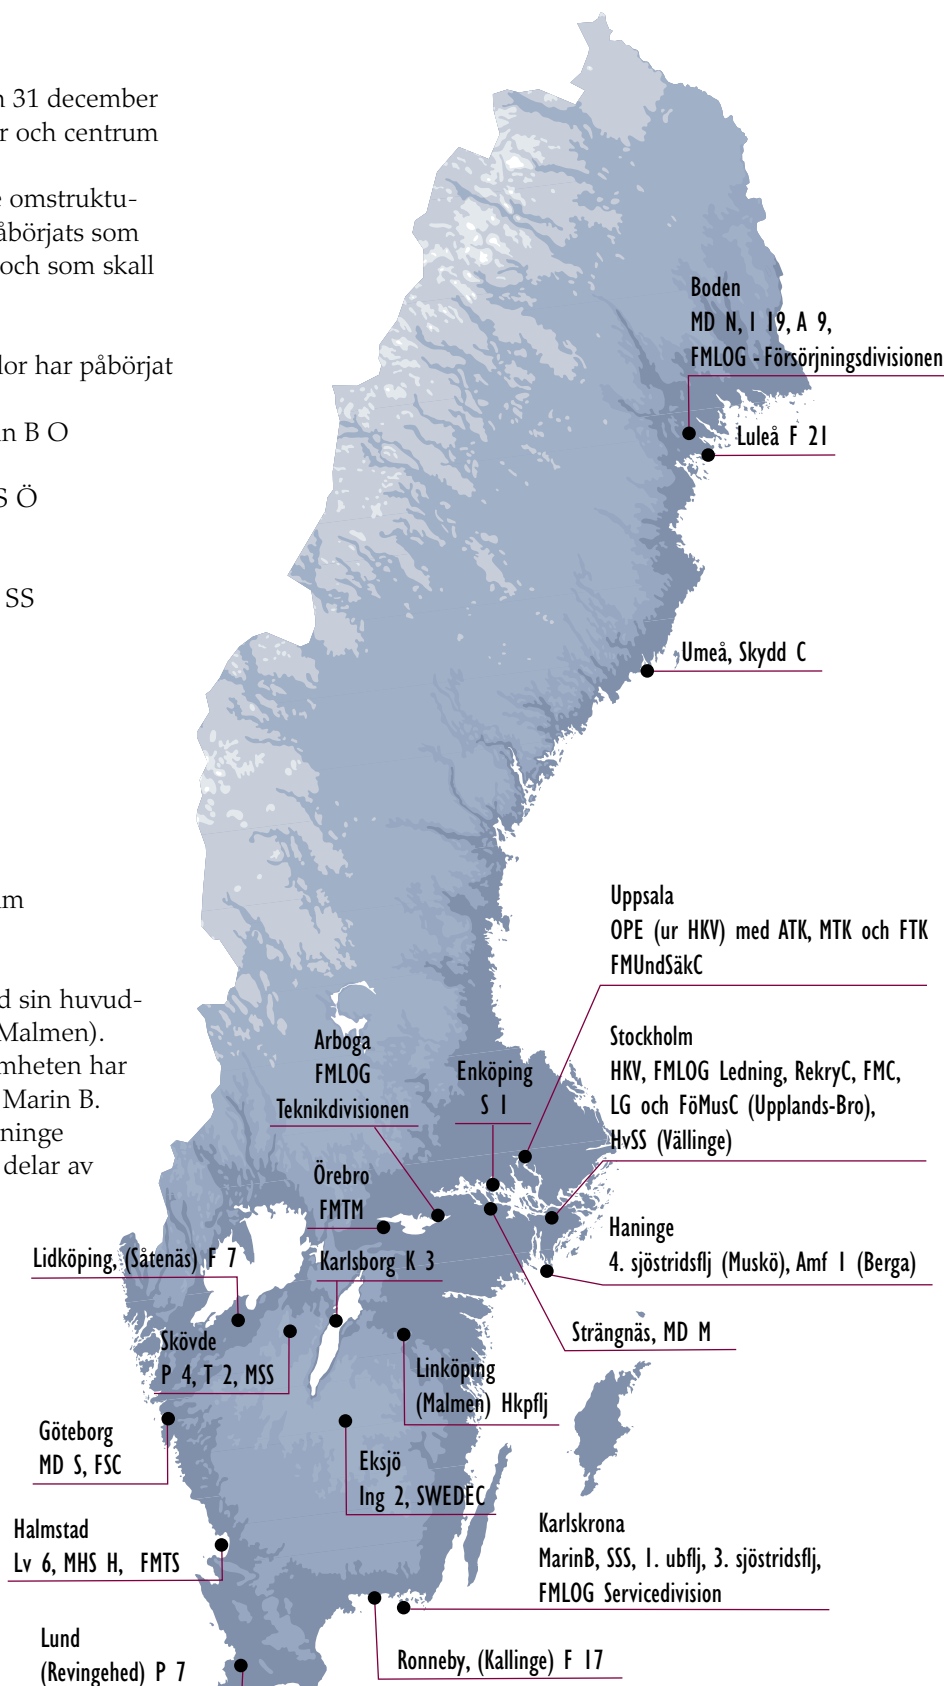 n 31 december
r och centrum
e omstruktu-
åbörjats som
och som skall
lor har påbörjat
n B O
S Ö
SS
um
d sin huvud-
Malmen).
mheten har
Marin B.
ninge
delar av
Boden
MD N, I 19, A 9,
FMLOG - Försörjningsdivisionen
Luleå F 21
Umeå, Skydd C
Uppsala
OPE (ur HKV) med ATK, MTK och FTK
FMUndSäkC
Stockholm
HKV, FMLOG Ledning, RekryC, FMC,
LG och FöMusC (Upplands-Bro),
HvSS (Vällinge)
Arboga
FMLOG
Teknikdivisionen
Enköping
S 1
Örebro
FMTM
Haninge
4. sjöstridsflj (Muskö), Amf 1 (Berga)
Lidköping, (Såtenäs) F 7
Karlsborg K 3
Strängnäs, MD M
Skövde
P 4, T 2, MSS
Linköping
(Malmen) Hkpflj
Göteborg
MD S, FSC
Eksjö
Ing 2, SWEDEC
Halmstad
Lv 6, MHS H, FMTS
Karlskrona
MarinB, SSS, 1. ubflj, 3. sjöstridsflj,
FMLOG Servicedivision
Lund
(Revingehed) P 7
Ronneby, (Kallinge) F 17